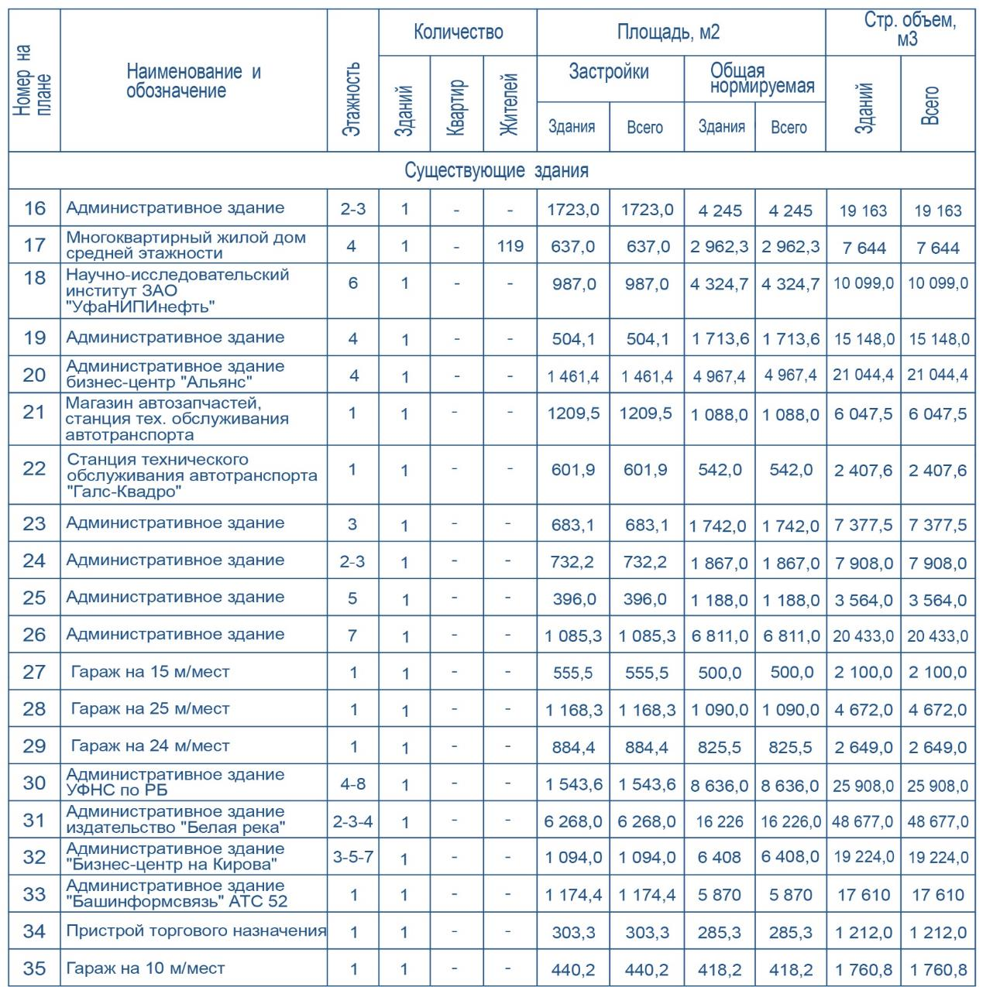 Номер на плане
Наименование и обозначение
Этажность
Количество
Площадь, м2
Стр. объем, м3
Зданий
Квартир
Жителей
Застройки
Общая нормируемая
Зданий
Всего
Здания
Всего
Здания
Всего
Существующие здания
16 Административное здание 2-3 1 - - 1723,0 1723,0 4 245 4 245 19 163 19 163
17 Многоквартирный жилой дом
средней этажности 4 1 - 119 637,0 637,0 2 962,3 2 962,3 7 644 7 644
18 Научно-исследовательский
институт ЗАО 6 1 - - 987,0 987,0 4 324,7 4 324,7 10 099,0 10 099,0
"УфаНИПИнефть"
19 Административное здание 4 1 - - 504,1 504,1 1 713,6 1 713,6 15 148,0 15 148,0
20 Административное здание
бизнес-центр "Альянс" 4 1 - - 1 461,4 1 461,4 4 967,4 4 967,4 21 044,4 21 044,4
21 Магазин автозапчастей,
станция тех. обслуживания 1 1 - - 1209,5 1209,5 1 088,0 1 088,0 6 047,5 6 047,5
автотранспорта
22 Станция технического
обслуживания автотранспорта 1 1 - - 601,9 601,9 542,0 542,0 2 407,6 2 407,6
"Галс-Квадро"
23 Административное здание 3 1 - - 683,1 683,1 1 742,0 1 742,0 7 377,5 7 377,5
24 Административное здание 2-3 1 - - 732,2 732,2 1 867,0 1 867,0 7 908,0 7 908,0
25 Административное здание 5 1 - - 396,0 396,0 1 188,0 1 188,0 3 564,0 3 564,0
26 Административное здание 7 1 - - 1 085,3 1 085,3 6 811,0 6 811,0 20 433,0 20 433,0
27 Гараж на 15 м/мест 1 1 - - 555,5 555,5 500,0 500,0 2 100,0 2 100,0
28 Гараж на 25 м/мест 1 1 - - 1 168,3 1 168,3 1 090,0 1 090,0 4 672,0 4 672,0
29 Гараж на 24 м/мест 1 1 - - 884,4 884,4 825,5 825,5 2 649,0 2 649,0
30 Административное здание
УФНС по РБ 4-8 1 - - 1 543,6 1 543,6 8 636,0 8 636,0 25 908,0 25 908,0
31 Административное здание
издательство "Белая река" 2-3-4 1 - - 6 268,0 6 268,0 16 226 16 226,0 48 677,0 48 677,0
32 Административное здание
"Бизнес-центр на Кирова" 3-5-7 1 - - 1 094,0 1 094,0 6 408 6 408,0 19 224,0 19 224,0
33 Административное здание
"Башинформсвязь" АТС 52 1 1 - - 1 174,4 1 174,4 5 870 5 870 17 610 17 610
34 Пристрой торгового назначения 1 1 - - 303,3 303,3 285,3 285,3 1 212,0 1 212,0
35 Гараж на 10 м/мест 1 1 - - 440,2 440,2 418,2 418,2 1 760,8 1 760,8